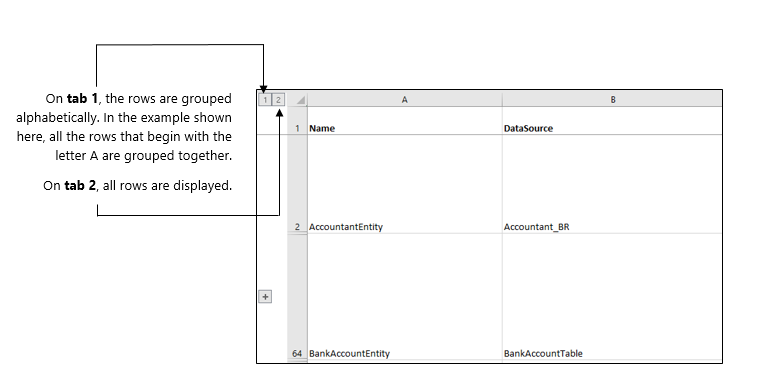 On tab 1, the rows are grouped
alphabetically. In the example shown
here, all the rows that begin with the
letter A are grouped together.
On tab 2, all rows are displayed.
1 2 A B
1 Name DataSource
2 AccountantEntity Accountant_BR
+
64 BankAccountEntity BankAccountTable